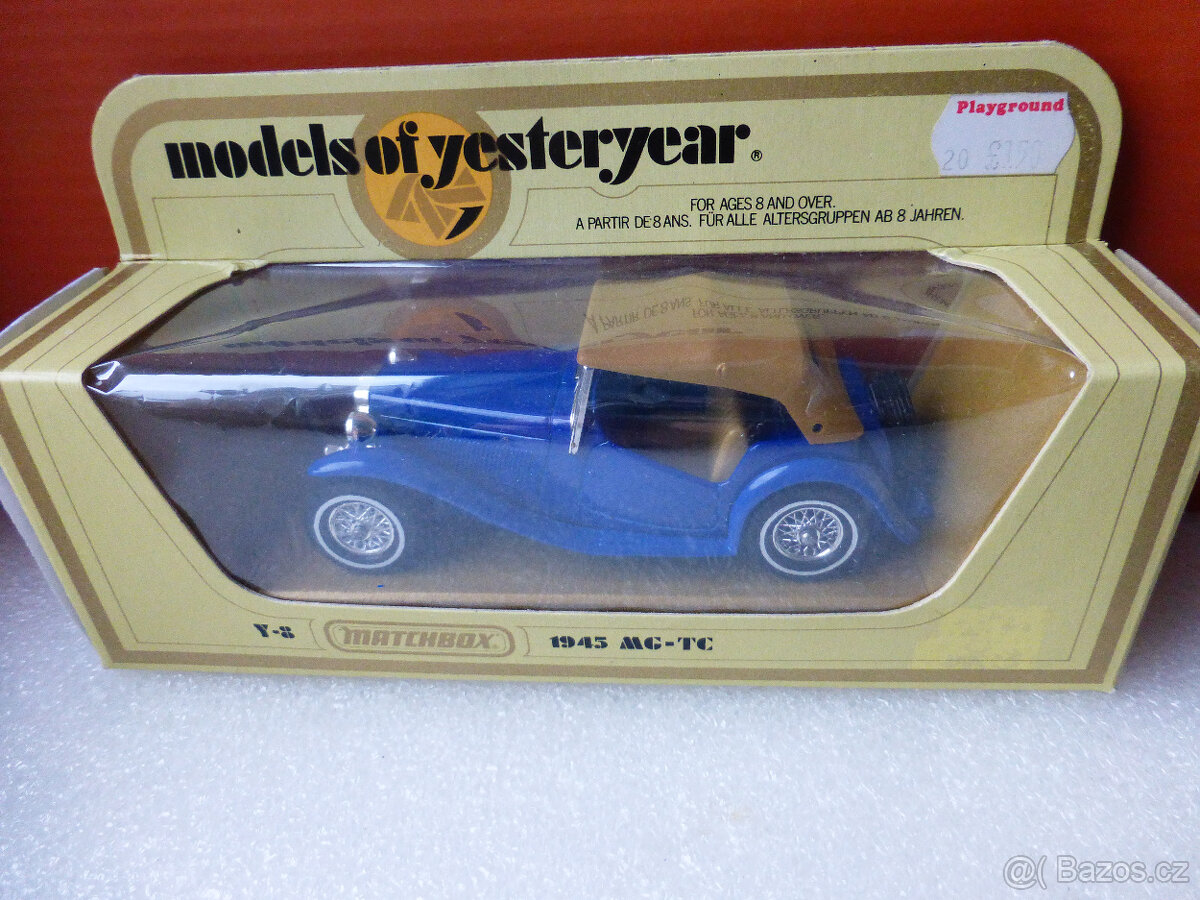 Playground
20
models of yesteryear®
FOR AGES 8 AND OVER.
A PARTIR DE 8 ANS. FÜR ALLE ALTERSGRUPPEN AB 8 JAHREN.
Y-8 MATCHBOX 1945 MG-TC
@( Bazos.cz